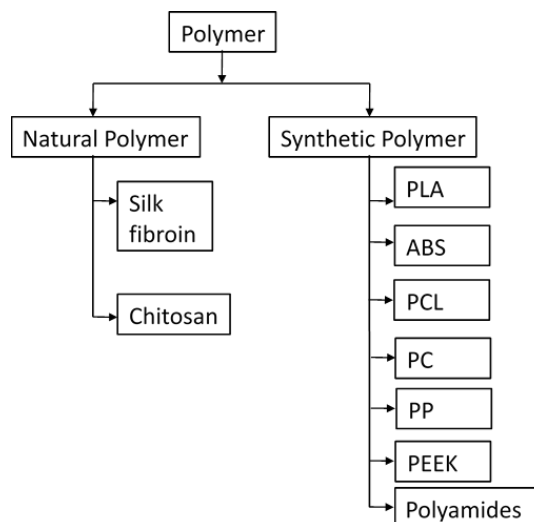 Polymer
Natural Polymer
Synthetic Polymer
Silk
fibroin
Chitosan
PLA
ABS
PCL
PC
PP
PEEK
Polyamides